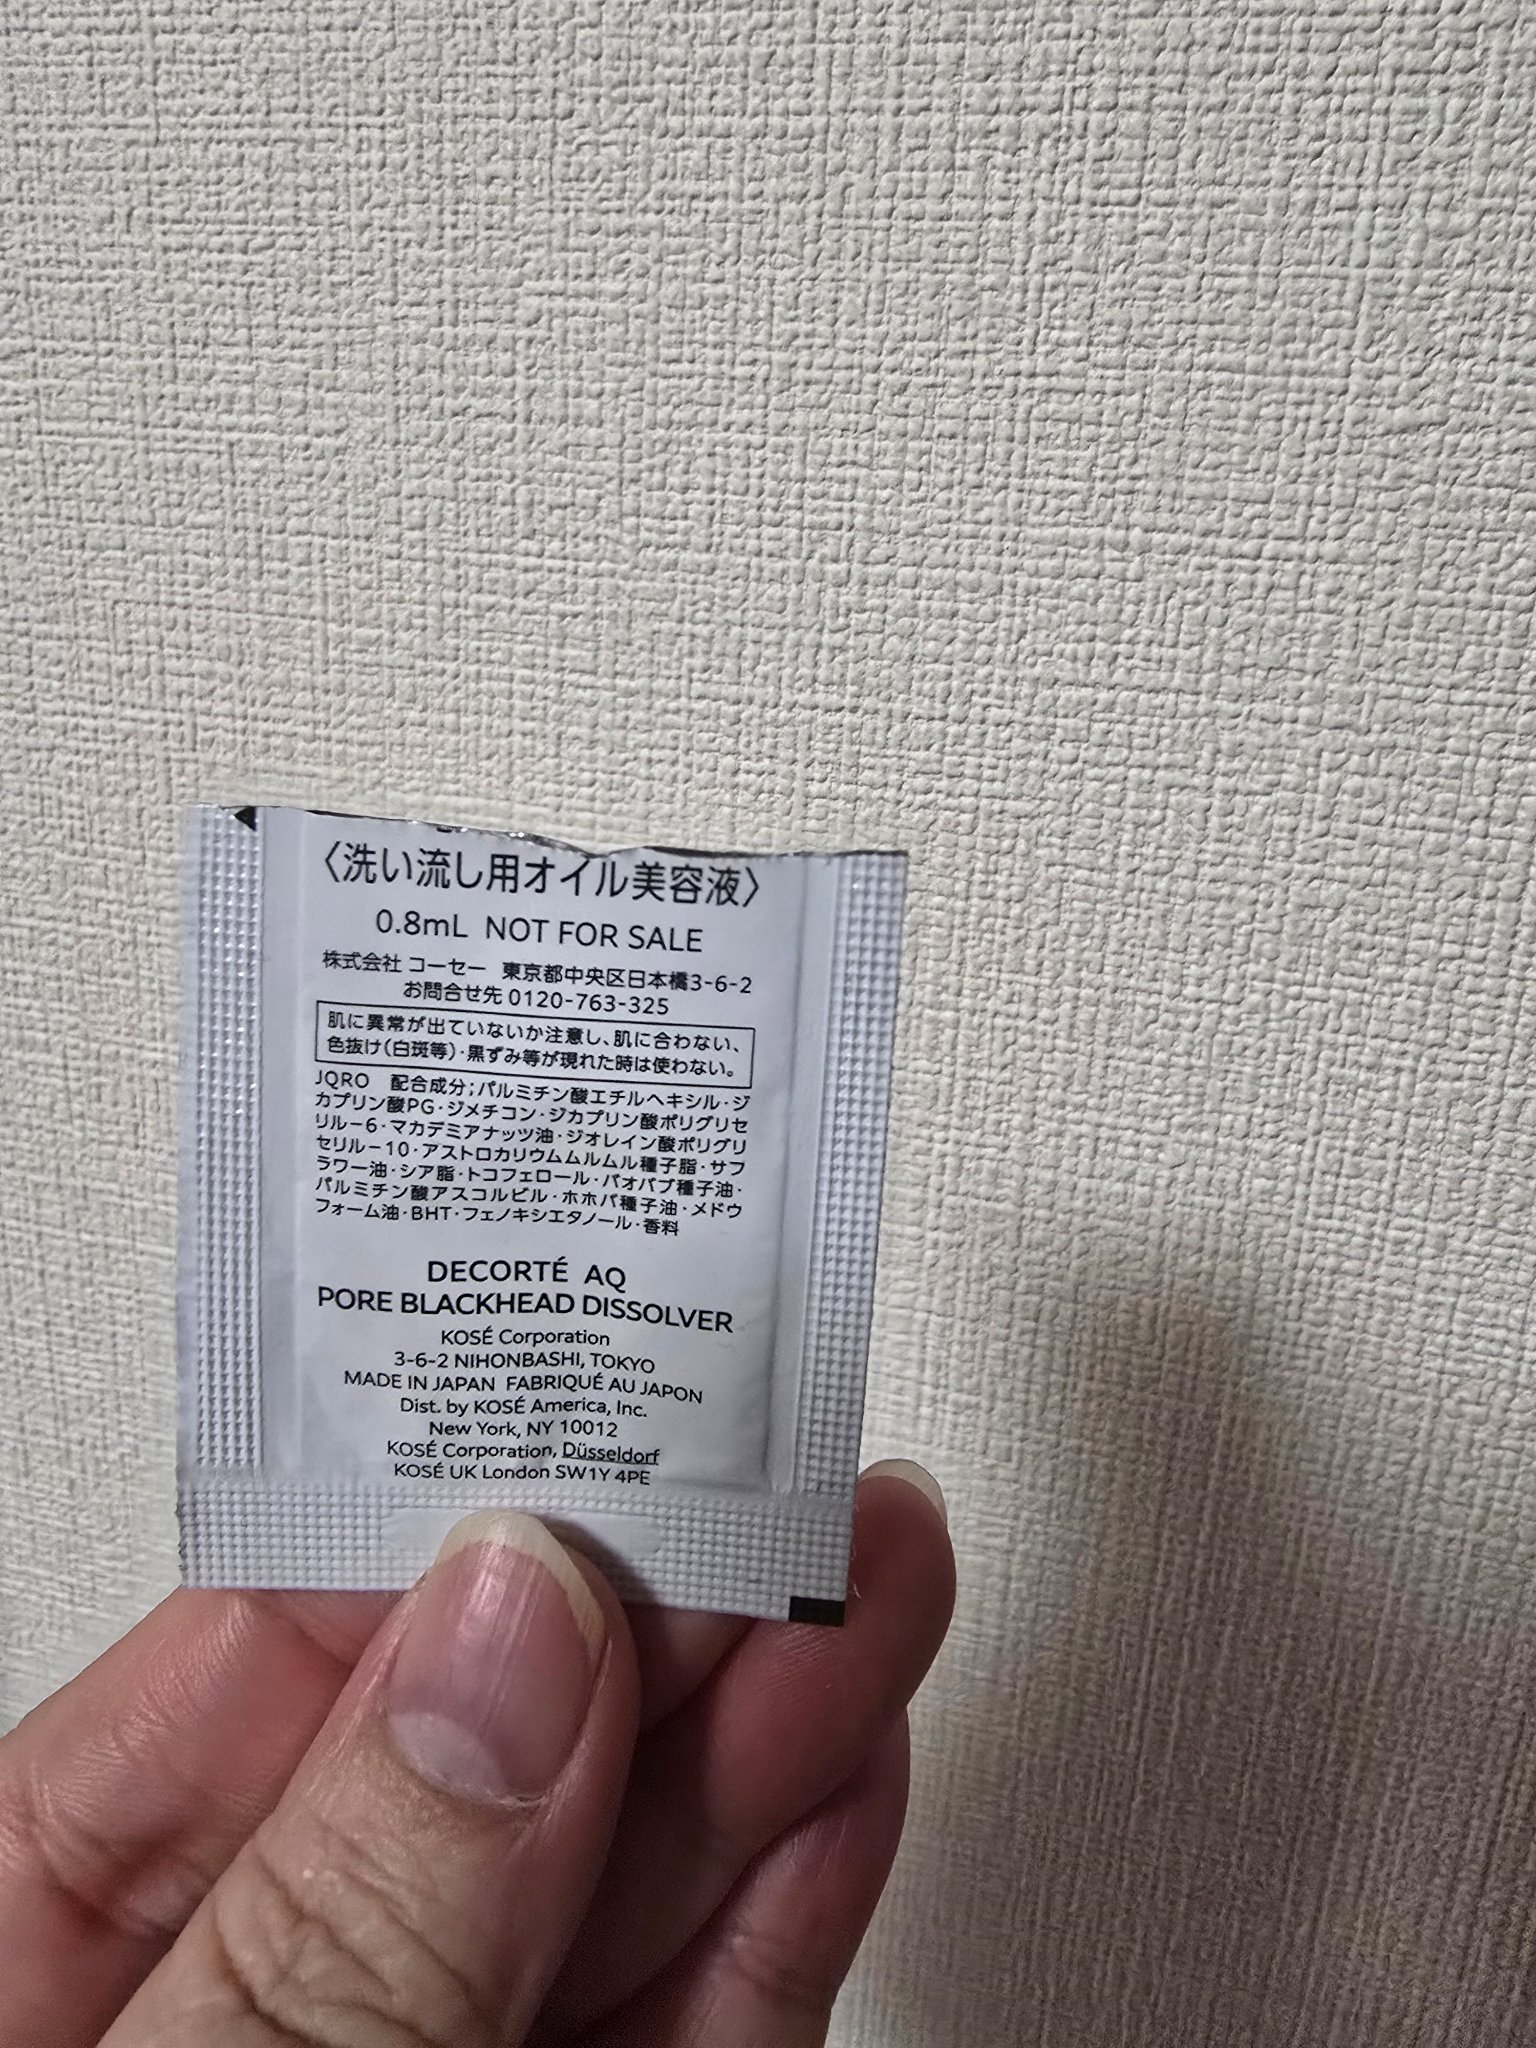 〈洗い流し用オイル美容液〉
0.8mL NOT FOR SALE
株式会社 コーセー 東京都中央区日本橋3-6-2
お問合せ先 0120-763-325
肌に異常が出ていないか注意し、肌に合わない、
色抜け(白斑等)・黒ずみ等が現れた時は使わない。
JQRO 配合成分;パルミチン酸エチルヘキシル・ジ
カプリン酸PG・ジメチコン・ジカプリン酸ポリグリセ
リル−6・マカデミアナッツ油・ジオレイン酸ポリグリ
セリル−10・アストロカリウムムルムル種子脂・サフ
ラワー油・シア脂・トコフェロール・バオバブ種子油・
パルミチン酸アスコルビル・ホホバ種子油・メドウ
フォーム油・BHT・フェノキシエタノール・香料
DECORTÉ AQ
PORE BLACKHEAD DISSOLVER
KOSÉ Corporation
3-6-2 NIHONBASHI, TOKYO
MADE IN JAPAN FABRIQUÉ AU JAPON
Dist. by KOSÉ America, Inc.
New York, NY 10012
KOSÉ Corporation, Düsseldorf
KOSÉ UK London SW1Y 4PE